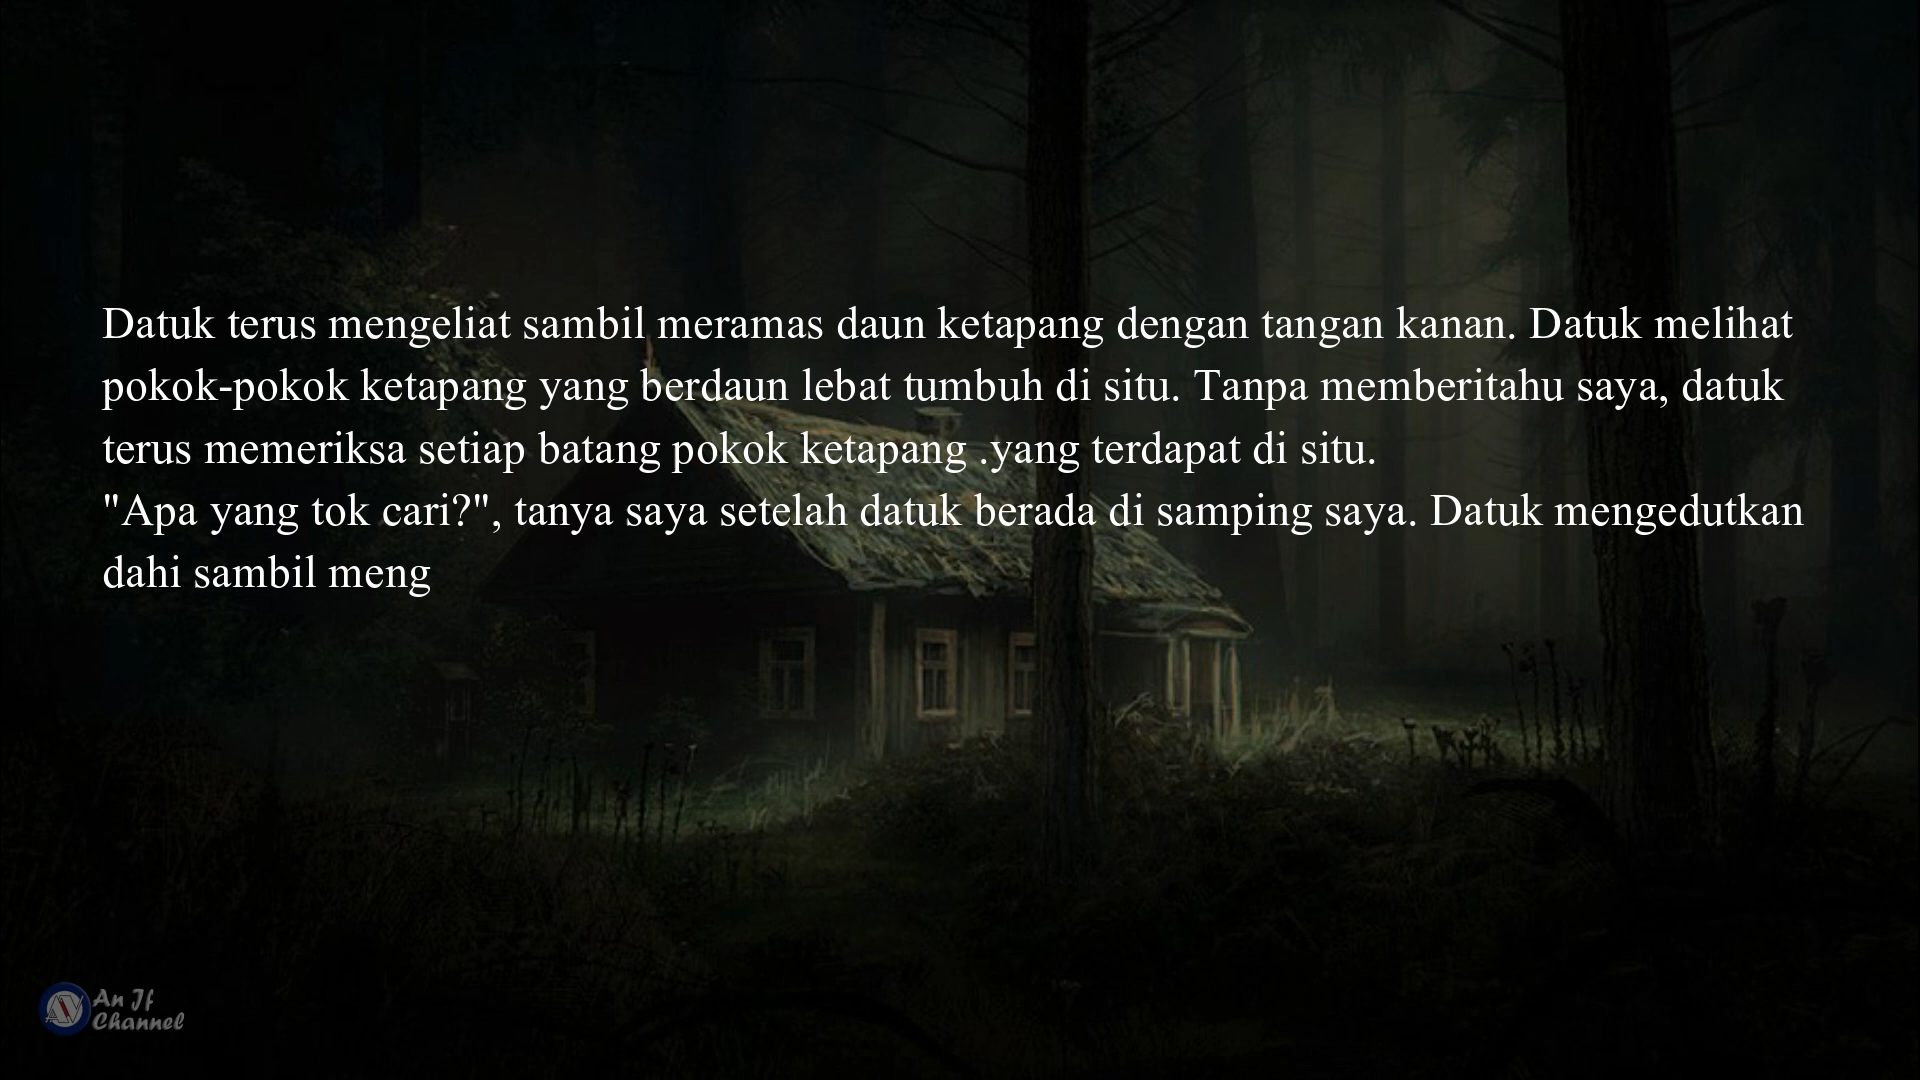 Datuk terus mengeliat sambil meramas daun ketapang dengan tangan kanan. Datuk melihat
pokok-pokok ketapang yang berdaun lebat tumbuh di situ. Tanpa memberitahu saya, datuk
terus memeriksa setiap batang pokok ketapang .yang terdapat di situ.
"Apa yang tok cari?", tanya saya setelah datuk berada di samping saya. Datuk mengedutkan
dahi sambil meng
An If
Channel